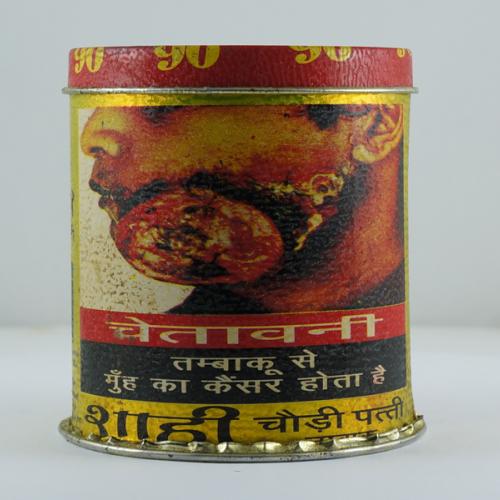 90 90 90
चेतावनी
तम्बाकू से
मुँह का कैंसर होता है
शाही चौड़ी पत्ती